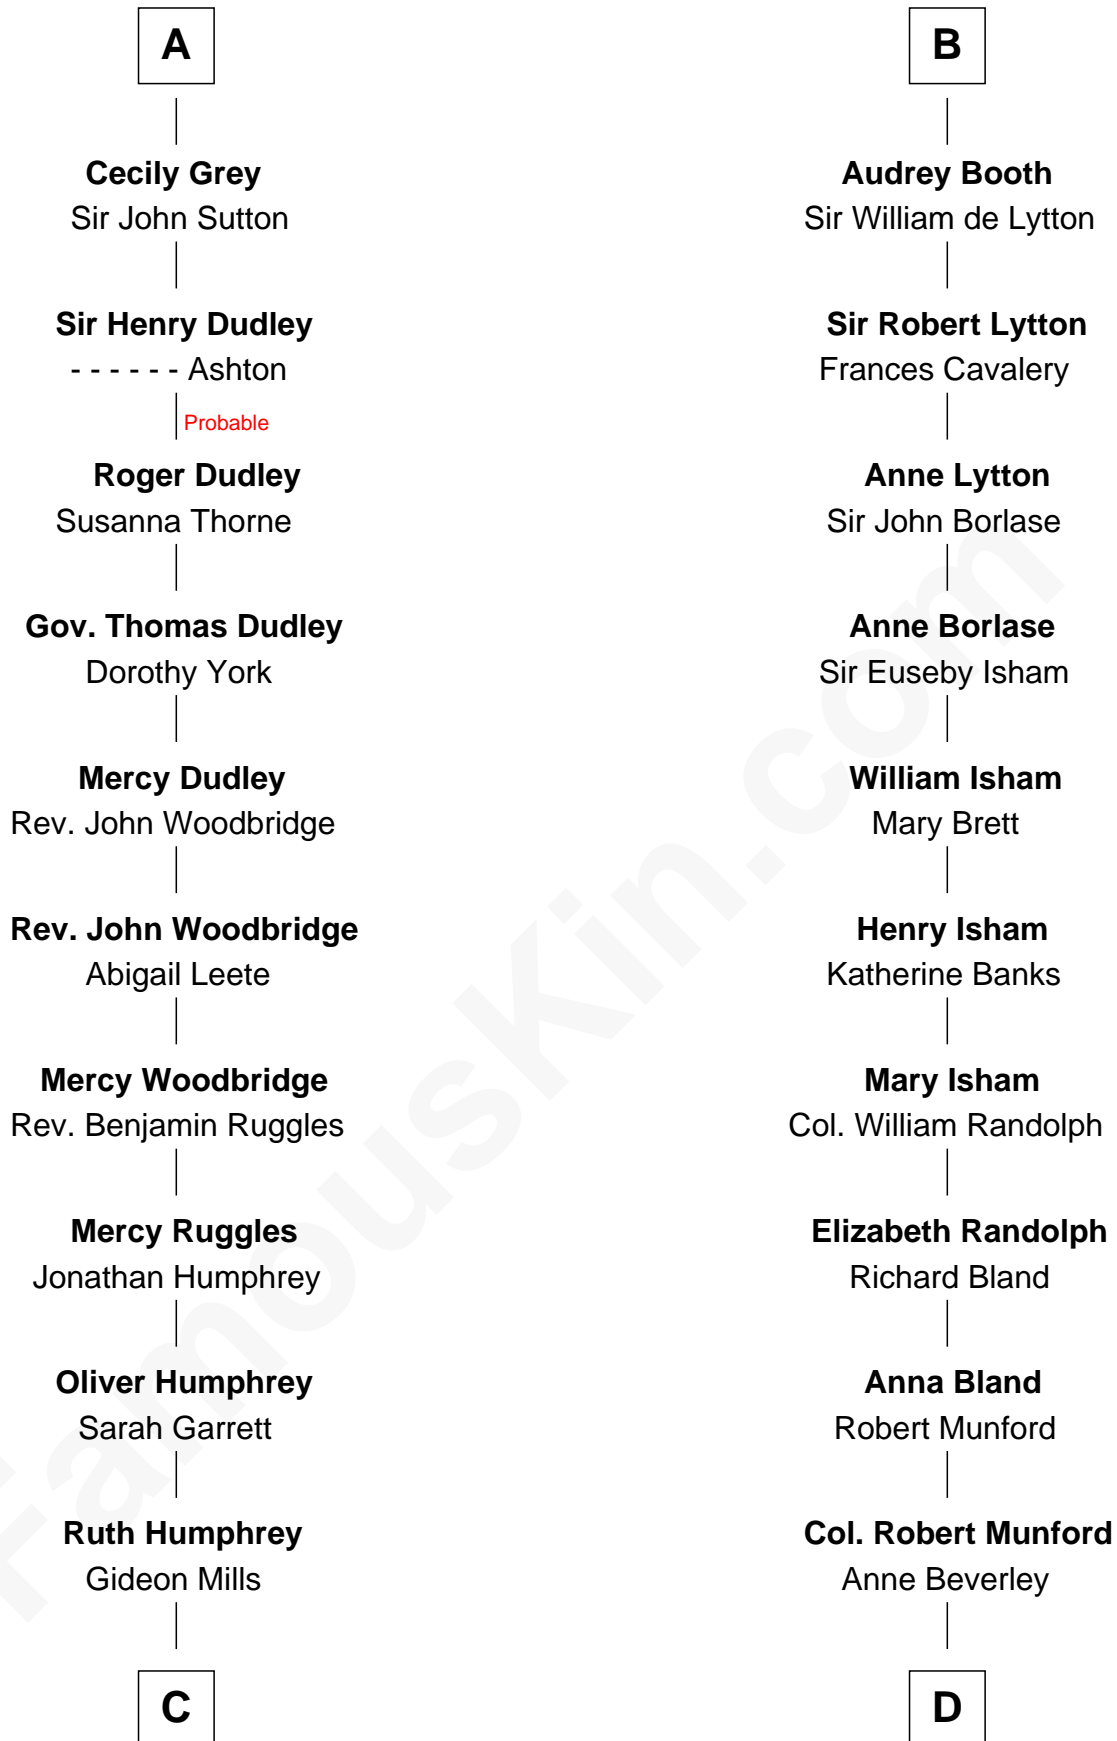 A
Cecily Grey
Sir John Sutton
Sir Henry Dudley
- - - - - - Ashton
Probable
Roger Dudley
Susanna Thorne
Gov. Thomas Dudley
Dorothy York
Mercy Dudley
Rev. John Woodbridge
Rev. John Woodbridge
Abigail Leete
Mercy Woodbridge
Rev. Benjamin Ruggles
Mercy Ruggles
Jonathan Humphrey
Oliver Humphrey
Sarah Garrett
Ruth Humphrey
Gideon Mills
C
B
Audrey Booth
Sir William de Lytton
Sir Robert Lytton
Frances Cavalery
Anne Lytton
Sir John Borlase
Anne Borlase
Sir Euseby Isham
William Isham
Mary Brett
Henry Isham
Katherine Banks
Mary Isham
Col. William Randolph
Elizabeth Randolph
Richard Bland
Anna Bland
Robert Munford
Col. Robert Munford
Anne Beverley
D
FamousKin.com